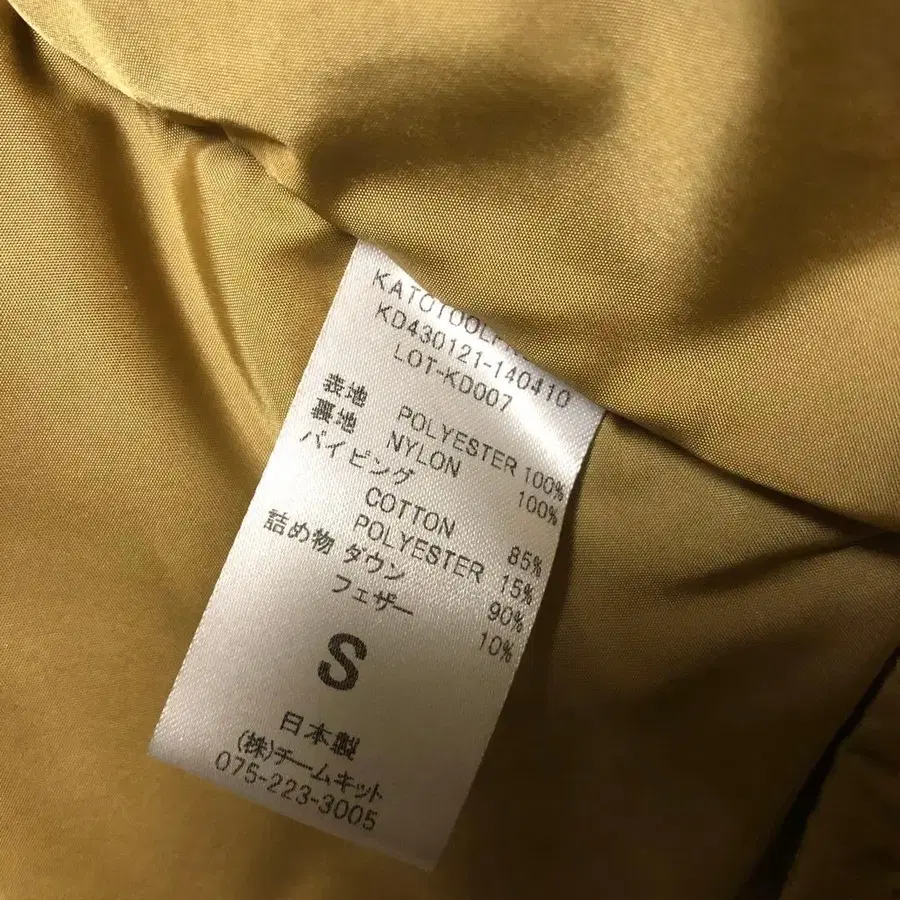 KD430121-140410
LOT-KD007
表地 POLYESTER 100%
裏地 NYLON 100%
パイピング
COTTON 85%
POLYESTER 15%
詰め物 ダウン 90%
フェザー 10%
S
日本製
(株)チームキット
075-223-3005